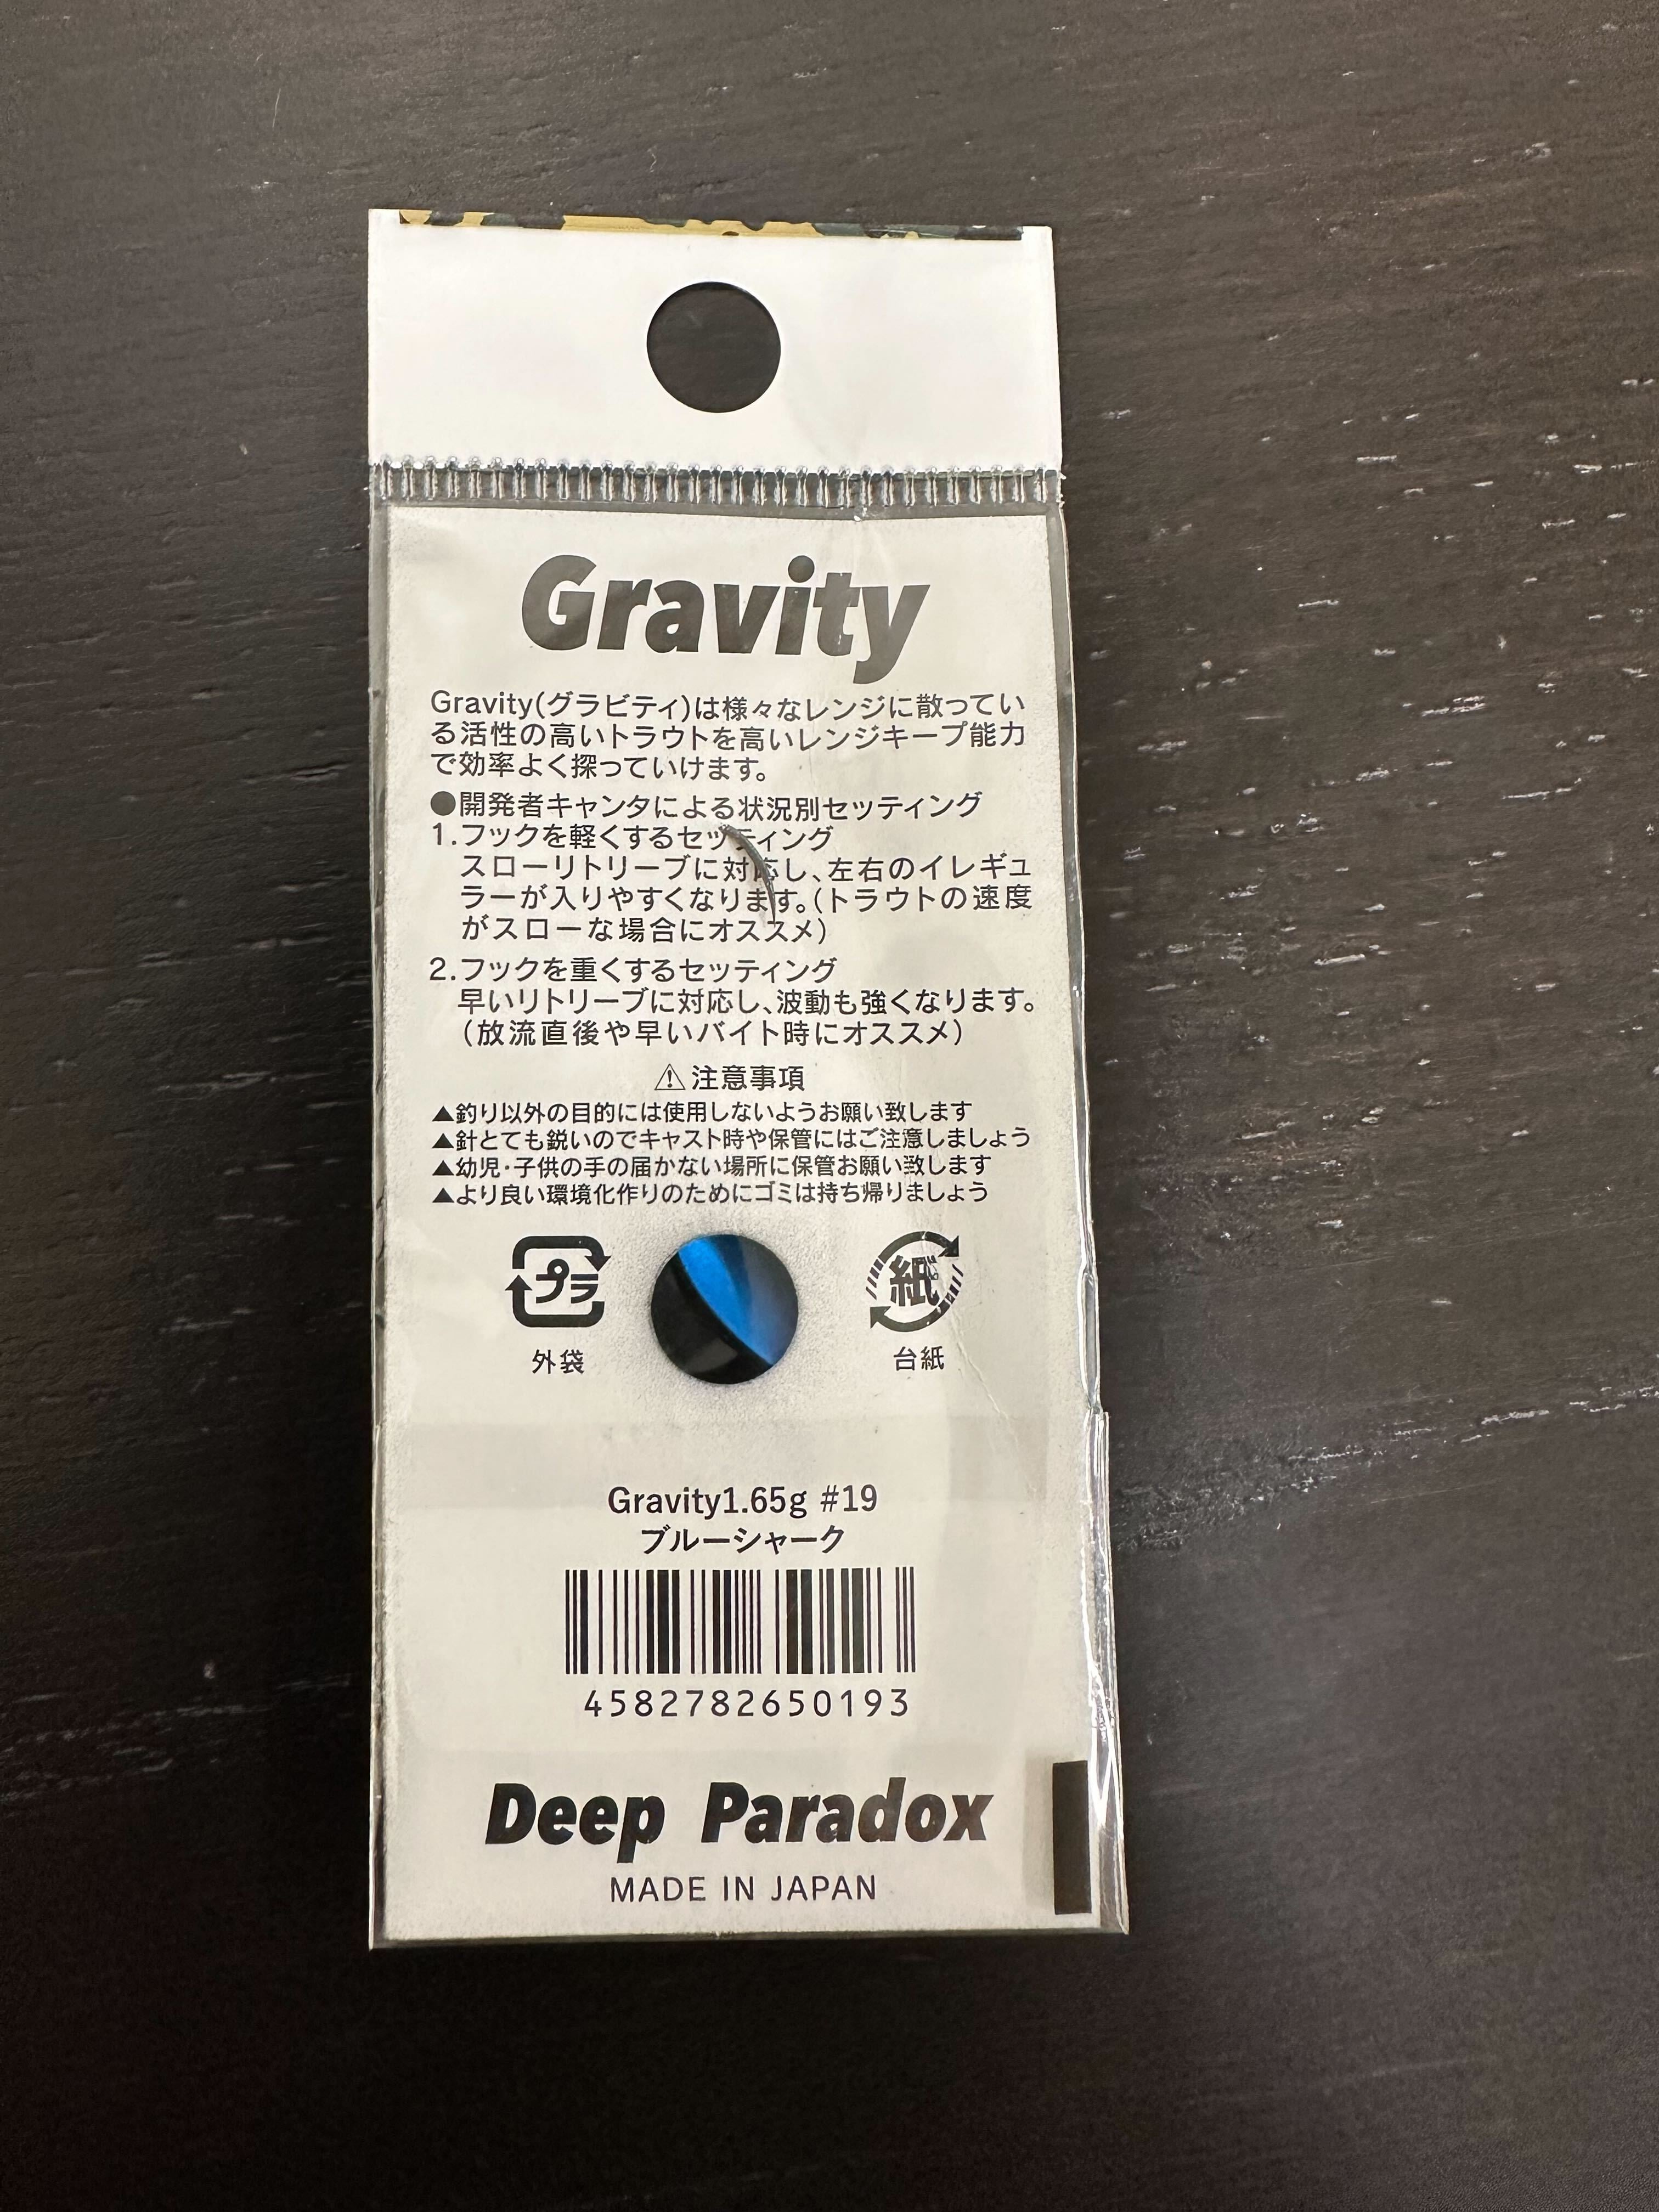 Gravity
Gravity(グラビティ)は様々なレンジに散ってい
る活性の高いトラウトを高いレンジキープ能力
で効率よく探っていけます。
●開発者キャンタによる状況別セッティング
1.フックを軽くするセッティング
スローリトリーブに対応し、左右のイレギュ
ラーが入りやすくなります。(トラウトの速度
がスローな場合にオススメ)
2.フックを重くするセッティング
早いリトリーブに対応し、波動も強くなります。
(放流直後や早いバイト時にオススメ)
⚠注意事項
▲釣り以外の目的には使用しないようお願い致します
▲針とても鋭いのでキャスト時や保管にはご注意しましょう
▲幼児・子供の手の届かない場所に保管お願い致します
▲より良い環境化作りのためにゴミは持ち帰りましょう
プラ
紙
外袋
台紙
Gravity1.65g #19
ブルーシャーク
4582782650193
Deep Paradox
MADE IN JAPAN